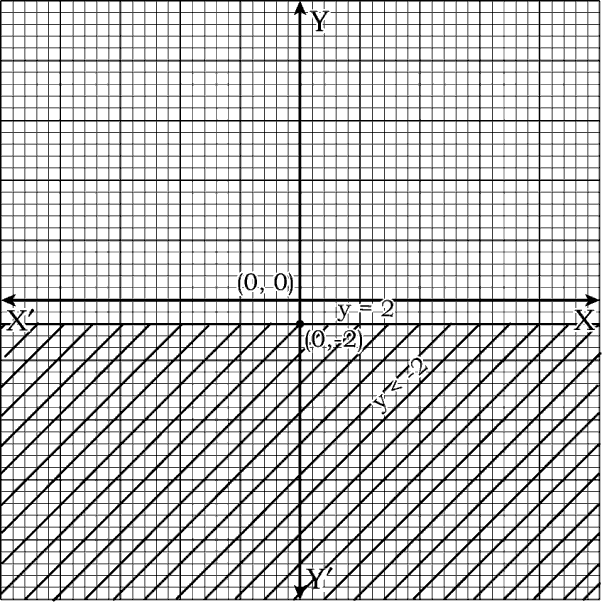 Y
(0, 0)
y = 2
X′
X
(0,-2)
y < -2
Y′